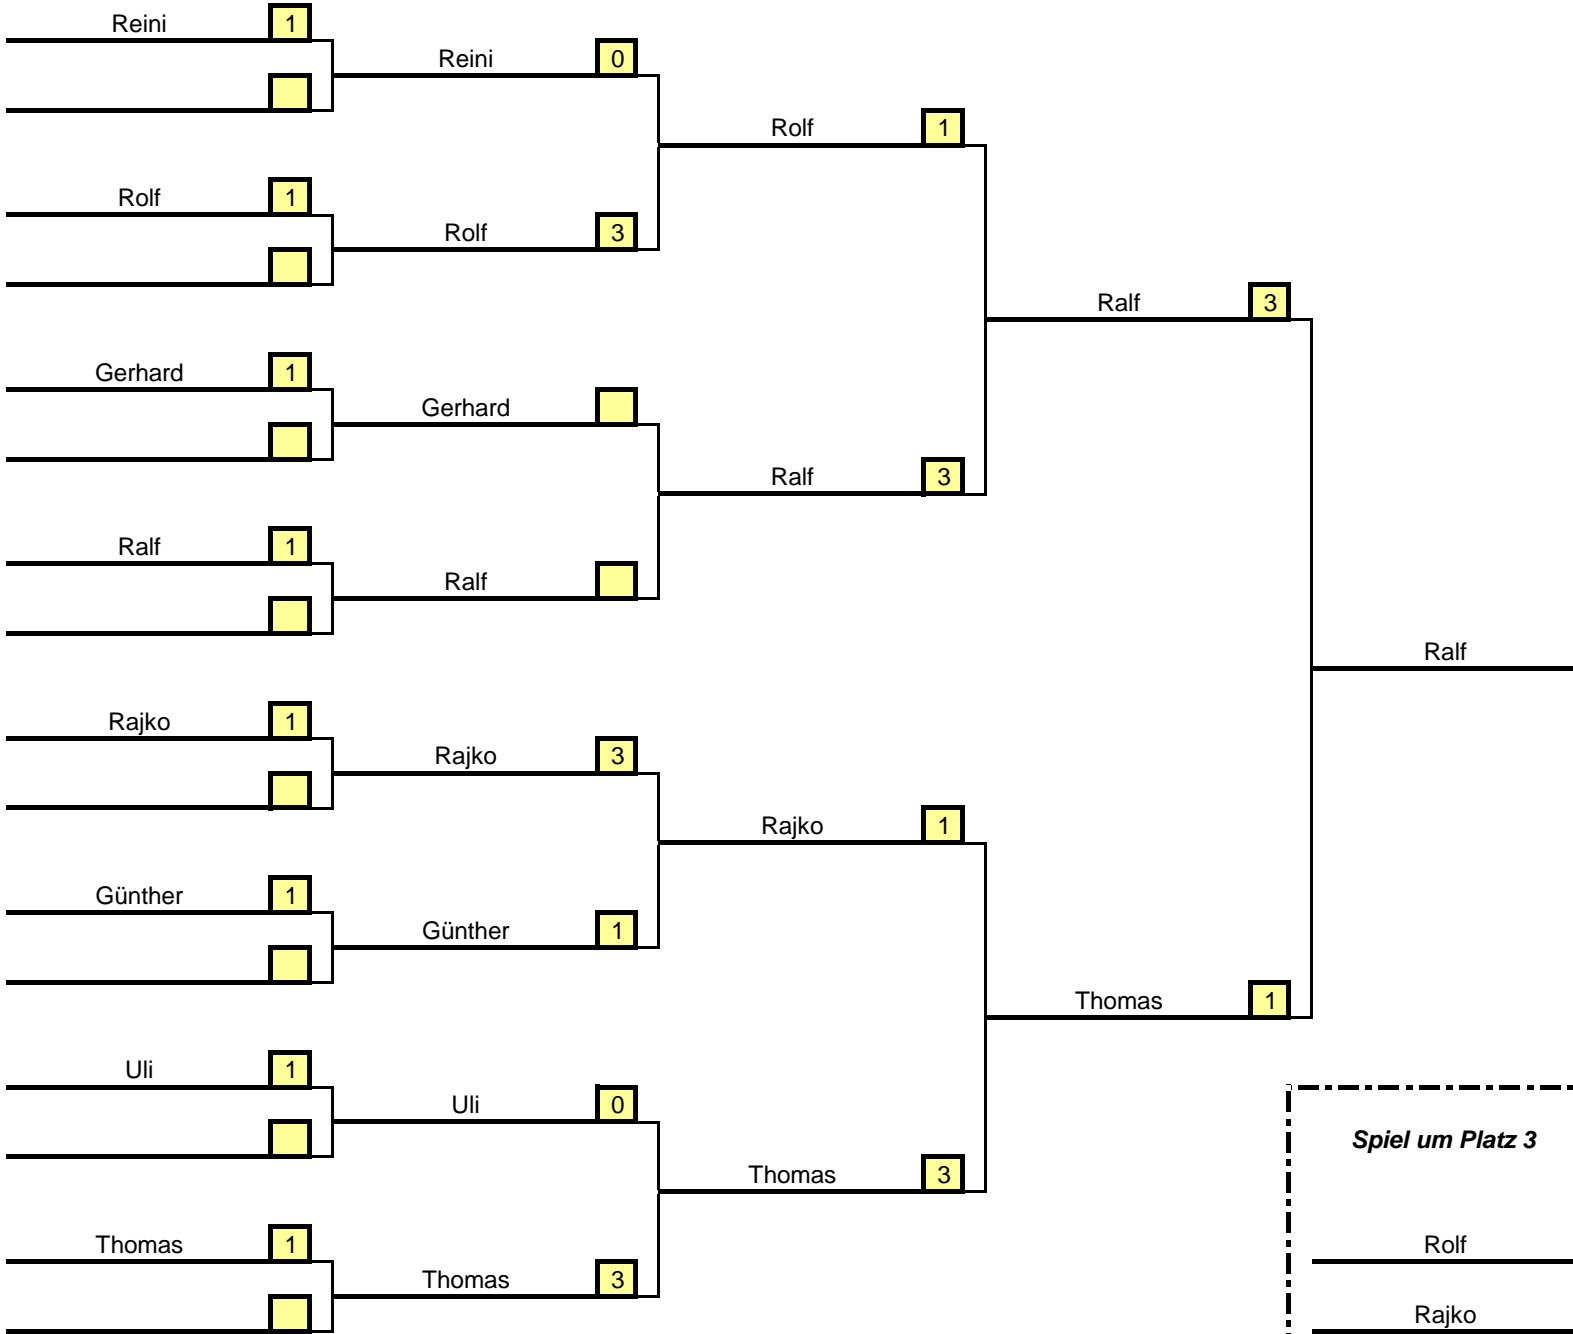 Reini 1
Reini 0
Rolf 1
Rolf 1
Rolf 3
Ralf 3
Gerhard 1
Gerhard
Ralf 3
Ralf 1
Ralf
Ralf
Rajko 1
Rajko 3
Rajko 1
Günther 1
Günther 1
Thomas 1
Uli 1
Uli 0
Spiel um Platz 3
Thomas 3
Thomas 1
Rolf
Thomas 3
Rajko